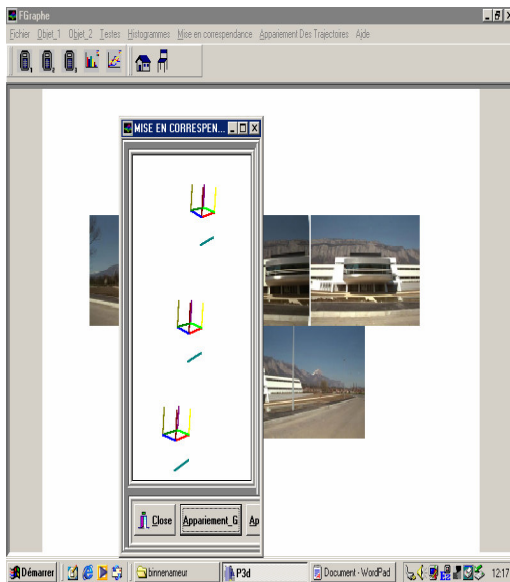 FGraphe
Fichier Objet_1 Objet_2 Testes Histogrammes Mise en correspendance Appariement Des Trajectoires Ajde
MISE EN CORRESPEN...
Close Appariement_G Ap
Démarrer binnenameur P3d Document - WordPad 12:17